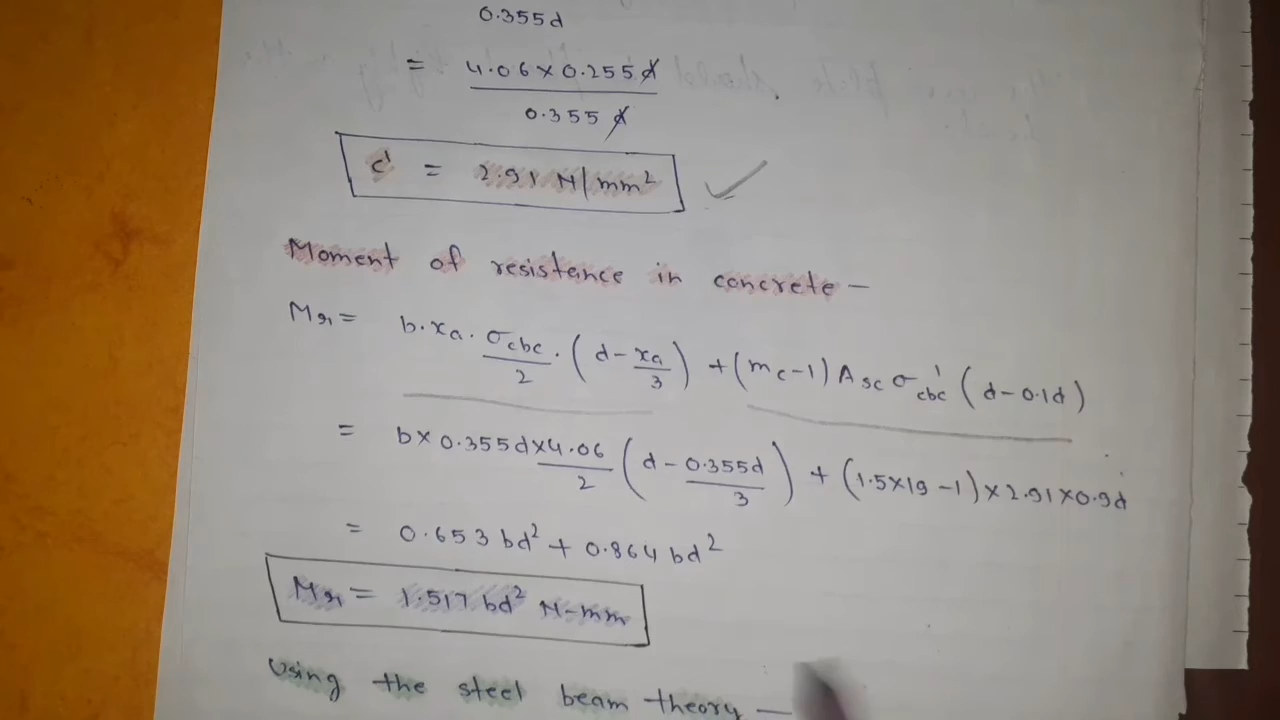 0.355d
= 4.06×0.255d / 0.355d
c' = 2.91 N/mm²
Moment of resistance in concrete –
Mr = b.xa. σcbc/2 . (d - xa/3) + (mc-1) Asc σ'cbc (d-0.1d)
= b×0.355d×4.06/2 (d - 0.355d/3) + (1.5×19-1)×2.91×0.9d
= 0.653 bd² + 0.864 bd²
Mr = 1.517 bd² N-mm
Using the steel beam theory –